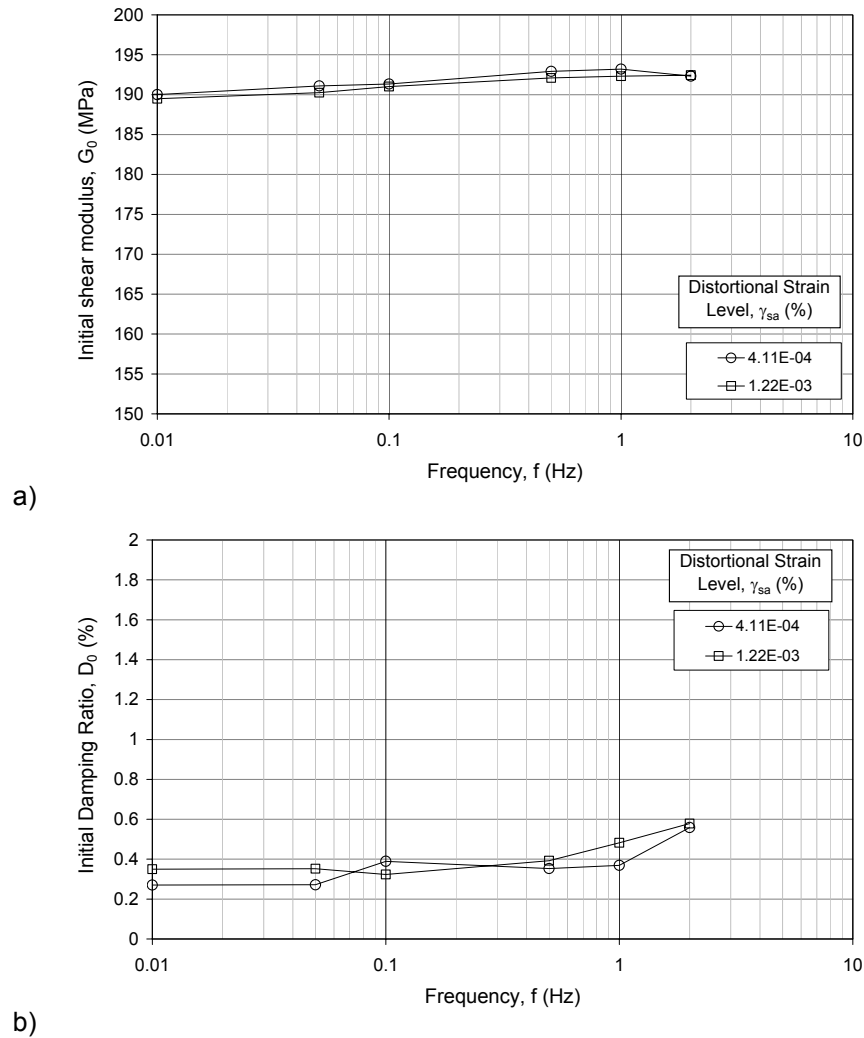 200
195
190
185
180
175
170
165
160
155
150
Initial shear modulus, G₀ (MPa)
Distortional Strain
Level, γsa (%)
4.11E-04
1.22E-03
0.01 0.1 1 10
Frequency, f (Hz)
a)
2
1.8
1.6
1.4
1.2
1
0.8
0.6
0.4
0.2
0
Initial Damping Ratio, D₀ (%)
Distortional Strain
Level, γsa (%)
4.11E-04
1.22E-03
0.01 0.1 1 10
Frequency, f (Hz)
b)